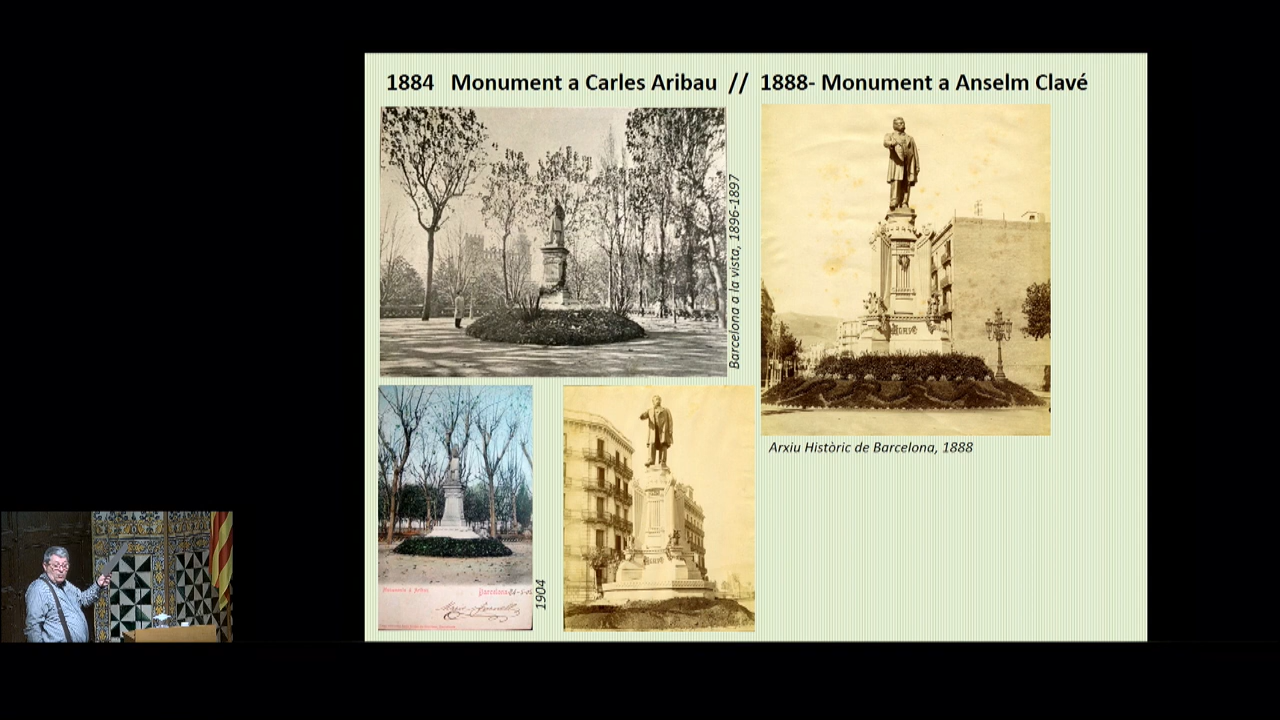 1884 Monument a Carles Aribau // 1888- Monument a Anselm Clavé
Barcelona a la vista, 1896-1897
Arxiu Històric de Barcelona, 1888
1904
Barcelona